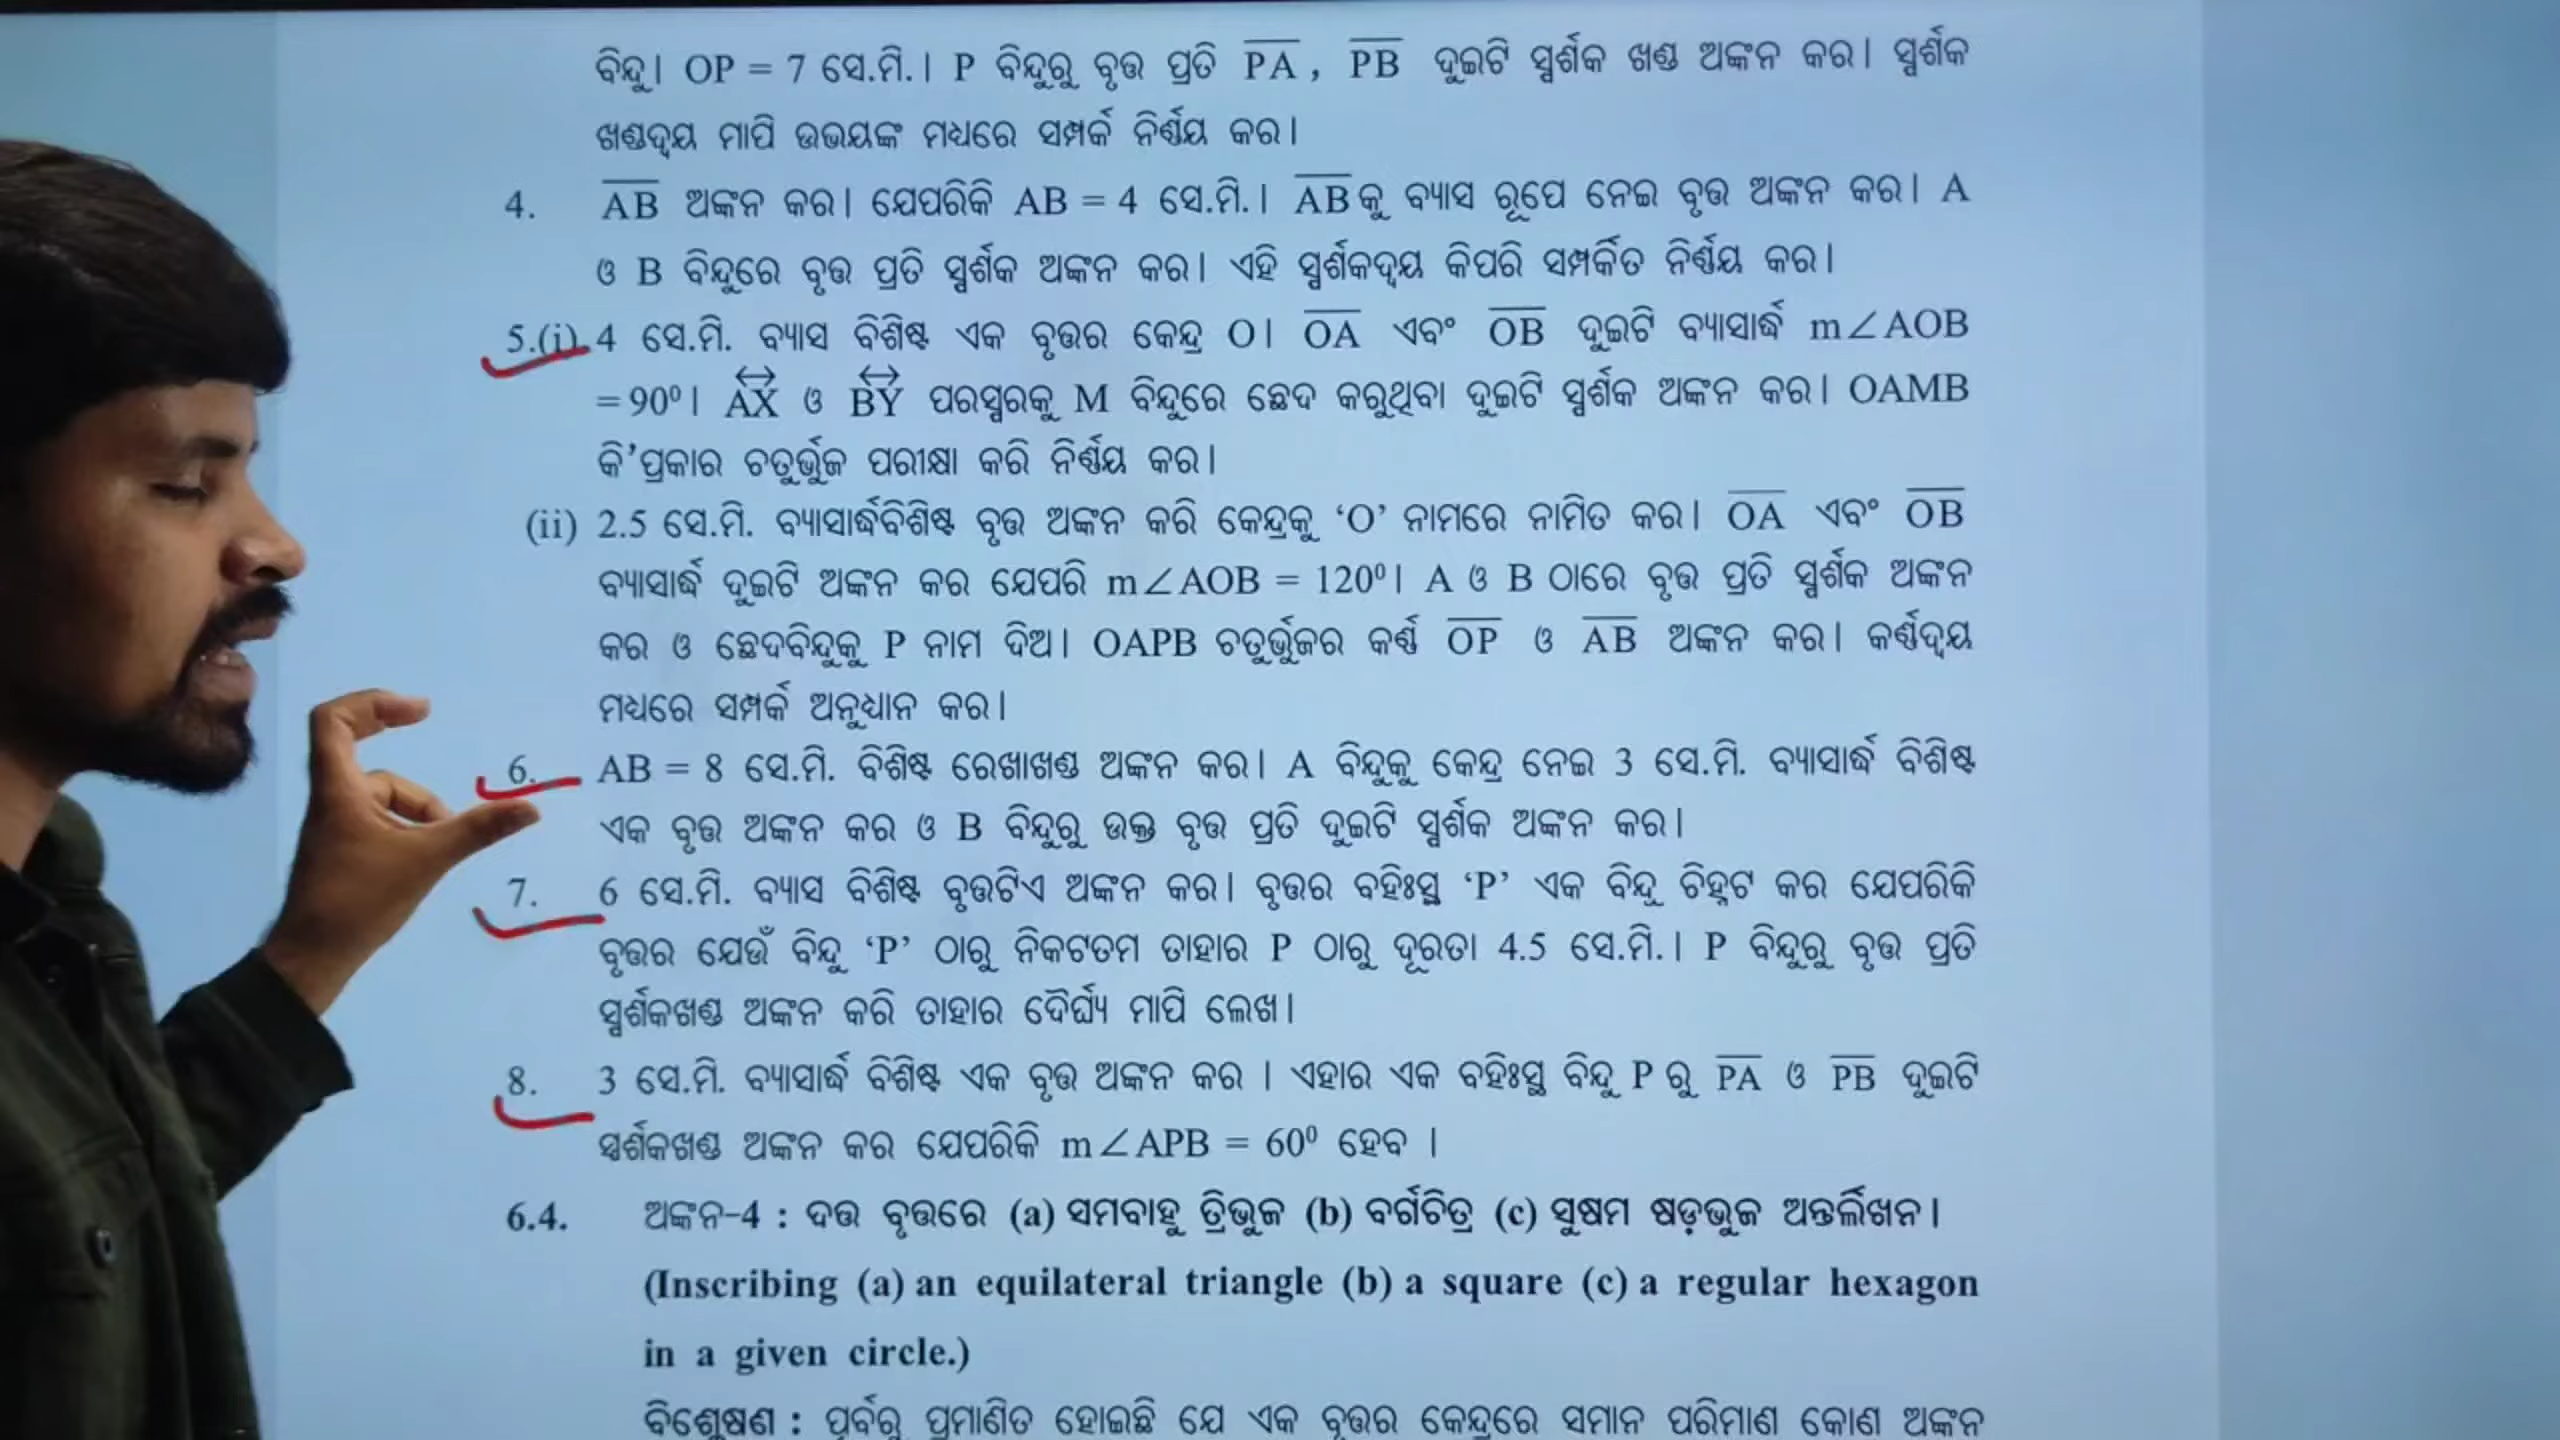 ବିନ୍ଦୁ। OP = 7 ସେ.ମି.। P ବିନ୍ଦୁରୁ ବୃତ୍ତ ପ୍ରତି PA, PB ଦୁଇଟି ସ୍ପର୍ଶକ ଖଣ୍ଡ ଅଙ୍କନ କର। ସ୍ପର୍ଶକ
ଖଣ୍ଡଦ୍ୱୟ ମାପି ଉଭୟଙ୍କ ମଧ୍ୟରେ ସମ୍ପର୍କ ନିର୍ଣ୍ଣୟ କର।
4. AB ଅଙ୍କନ କର। ଯେପରିକି AB = 4 ସେ.ମି.। ABକୁ ବ୍ୟାସ ରୂପେ ନେଇ ବୃତ୍ତ ଅଙ୍କନ କର। A
ଓ B ବିନ୍ଦୁରେ ବୃତ୍ତ ପ୍ରତି ସ୍ପର୍ଶକ ଅଙ୍କନ କର। ଏହି ସ୍ପର୍ଶକଦ୍ୱୟ କିପରି ସମ୍ପର୍କିତ ନିର୍ଣ୍ଣୟ କର।
5.(i) 4 ସେ.ମି. ବ୍ୟାସ ବିଶିଷ୍ଟ ଏକ ବୃତ୍ତର କେନ୍ଦ୍ର O। OA ଏବଂ OB ଦୁଇଟି ବ୍ୟାସାର୍ଦ୍ଧ m∠AOB
= 90⁰। AX ଓ BY ପରସ୍ପରକୁ M ବିନ୍ଦୁରେ ଛେଦ କରୁଥିବା ଦୁଇଟି ସ୍ପର୍ଶକ ଅଙ୍କନ କର। OAMB
କି’ପ୍ରକାର ଚତୁର୍ଭୁଜ ପରୀକ୍ଷା କରି ନିର୍ଣ୍ଣୟ କର।
(ii) 2.5 ସେ.ମି. ବ୍ୟାସାର୍ଦ୍ଧବିଶିଷ୍ଟ ବୃତ୍ତ ଅଙ୍କନ କରି କେନ୍ଦ୍ରକୁ ‘O’ ନାମରେ ନାମିତ କର। OA ଏବଂ OB
ବ୍ୟାସାର୍ଦ୍ଧ ଦୁଇଟି ଅଙ୍କନ କର ଯେପରି m∠AOB = 120⁰। A ଓ B ଠାରେ ବୃତ୍ତ ପ୍ରତି ସ୍ପର୍ଶକ ଅଙ୍କନ
କର ଓ ଛେଦବିନ୍ଦୁକୁ P ନାମ ଦିଅ। OAPB ଚତୁର୍ଭୁଜର କର୍ଣ୍ଣ OP ଓ AB ଅଙ୍କନ କର। କର୍ଣ୍ଣଦ୍ୱୟ
ମଧ୍ୟରେ ସମ୍ପର୍କ ଅନୁଧ୍ୟାନ କର।
6. AB = 8 ସେ.ମି. ବିଶିଷ୍ଟ ରେଖାଖଣ୍ଡ ଅଙ୍କନ କର। A ବିନ୍ଦୁକୁ କେନ୍ଦ୍ର ନେଇ 3 ସେ.ମି. ବ୍ୟାସାର୍ଦ୍ଧ ବିଶିଷ୍ଟ
ଏକ ବୃତ୍ତ ଅଙ୍କନ କର ଓ B ବିନ୍ଦୁରୁ ଉକ୍ତ ବୃତ୍ତ ପ୍ରତି ଦୁଇଟି ସ୍ପର୍ଶକ ଅଙ୍କନ କର।
7. 6 ସେ.ମି. ବ୍ୟାସ ବିଶିଷ୍ଟ ବୃତ୍ତଟିଏ ଅଙ୍କନ କର। ବୃତ୍ତର ବହିଃସ୍ଥ ‘P’ ଏକ ବିନ୍ଦୁ ଚିହ୍ନଟ କର ଯେପରିକି
ବୃତ୍ତର ଯେଉଁ ବିନ୍ଦୁ ‘P’ ଠାରୁ ନିକଟତମ ତାହାର P ଠାରୁ ଦୂରତା 4.5 ସେ.ମି.। P ବିନ୍ଦୁରୁ ବୃତ୍ତ ପ୍ରତି
ସ୍ପର୍ଶକଖଣ୍ଡ ଅଙ୍କନ କରି ତାହାର ଦୈର୍ଘ୍ୟ ମାପି ଲେଖ।
8. 3 ସେ.ମି. ବ୍ୟାସାର୍ଦ୍ଧ ବିଶିଷ୍ଟ ଏକ ବୃତ୍ତ ଅଙ୍କନ କର । ଏହାର ଏକ ବହିଃସ୍ଥ ବିନ୍ଦୁ P ରୁ PA ଓ PB ଦୁଇଟି
ସ୍ପର୍ଶକଖଣ୍ଡ ଅଙ୍କନ କର ଯେପରିକି m∠APB = 60⁰ ହେବ ।
6.4. ଅଙ୍କନ-4 : ଦତ୍ତ ବୃତ୍ତରେ (a) ସମବାହୁ ତ୍ରିଭୁଜ (b) ବର୍ଗଚିତ୍ର (c) ସୁଷମ ଷଡ଼ଭୁଜ ଅନ୍ତର୍ଲିଖନ।
(Inscribing (a) an equilateral triangle (b) a square (c) a regular hexagon
in a given circle.)
ବିଶ୍ଳେଷଣ : ପୂର୍ବରୁ ପ୍ରମାଣିତ ହୋଇଛି ଯେ ଏକ ବୃତ୍ତର କେନ୍ଦ୍ରରେ ସମାନ ପରିମାଣ କୋଣ ଅଙ୍କନ